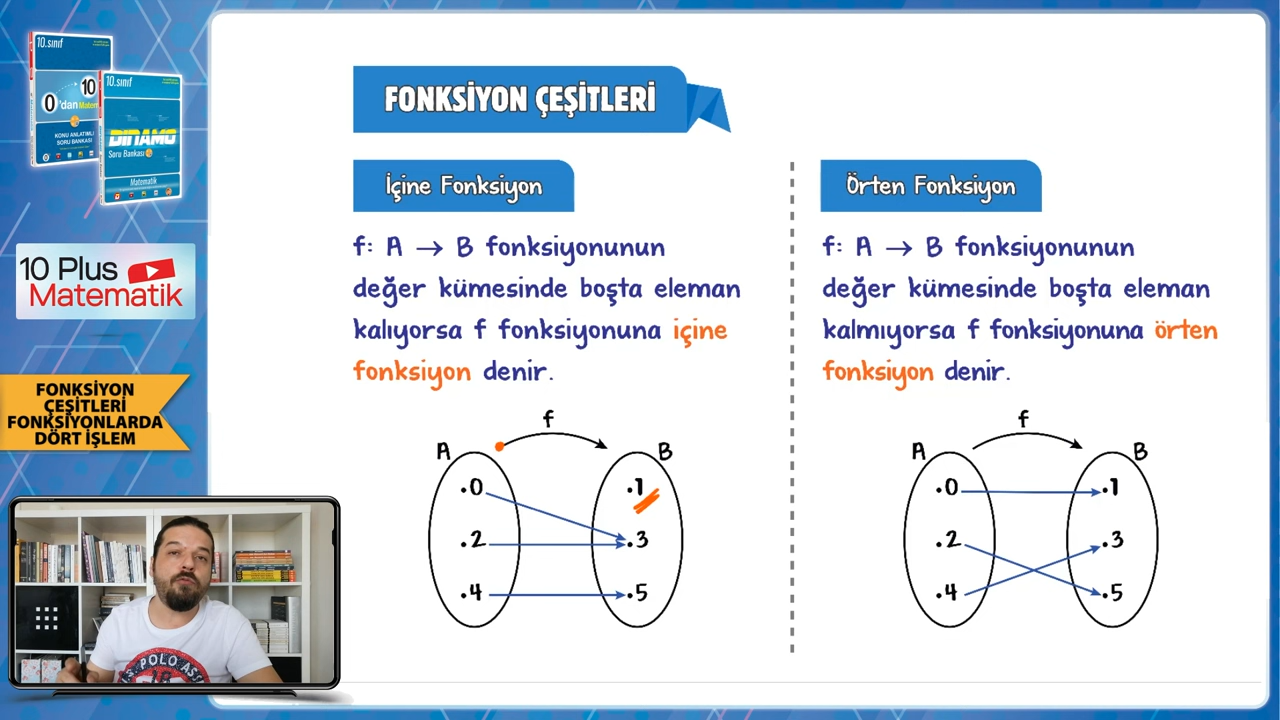 10.sınıf
0'dan 10
KONU ANLATIMLI
SORU BANKASI
10.sınıf
DİNAMO
Soru Bankası
Matematik
10 Plus
Matematik
FONKSİYON
ÇEŞİTLERİ
FONKSİYONLARDA
DÖRT İŞLEM
FONKSİYON ÇEŞİTLERİ
İçine Fonksiyon
f: A → B fonksiyonunun
değer kümesinde boşta eleman
kalıyorsa f fonksiyonuna içine
fonksiyon denir.
f
A B
.0 .1
.2 .3
.4 .5
Örten Fonksiyon
f: A → B fonksiyonunun
değer kümesinde boşta eleman
kalmıyorsa f fonksiyonuna örten
fonksiyon denir.
f
A B
.0 .1
.2 .3
.4 .5